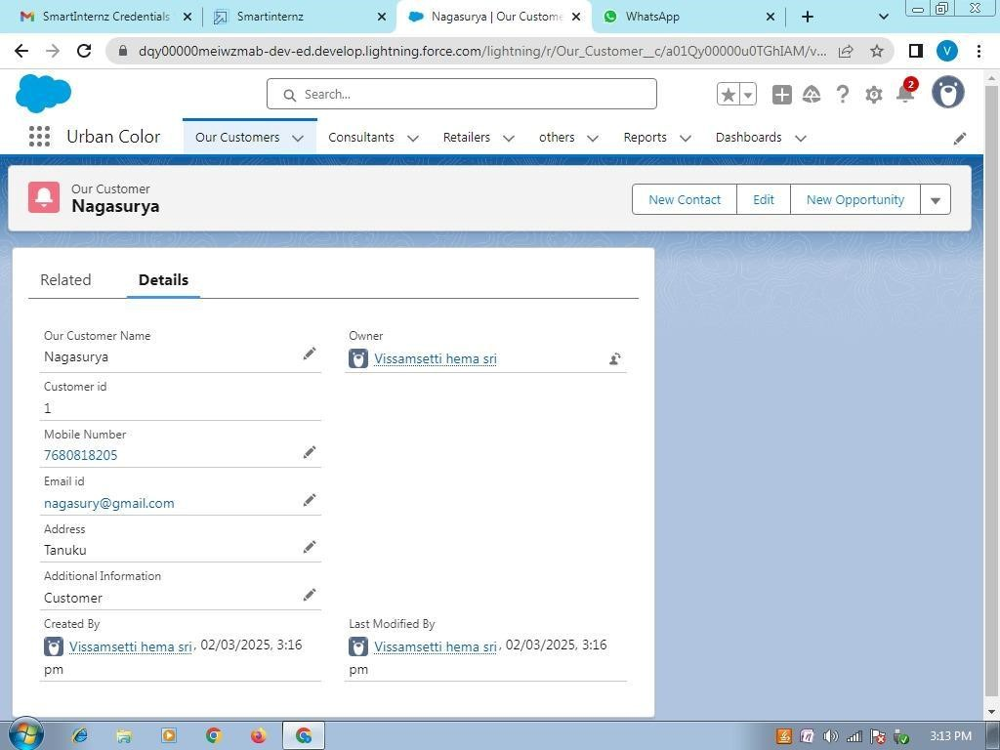 SmartInternz Credentials
Smartinternz
Nagasurya | Our Custome
WhatsApp
dqy00000meiwzmab-dev-ed.develop.lightning.force.com/lightning/r/Our_Customer__c/a01Qy00000u0TGhIAM/v...
V
Search...
2
Urban Color
Our Customers
Consultants
Retailers
others
Reports
Dashboards
Our Customer
Nagasurya
New Contact
Edit
New Opportunity
Related
Details
Our Customer Name
Nagasurya
Owner
Vissamsetti hema sri
Customer id
1
Mobile Number
7680818205
Email id
nagasury@gmail.com
Address
Tanuku
Additional Information
Customer
Created By
Vissamsetti hema sri, 02/03/2025, 3:16
pm
Last Modified By
Vissamsetti hema sri, 02/03/2025, 3:16
pm
3:13 PM